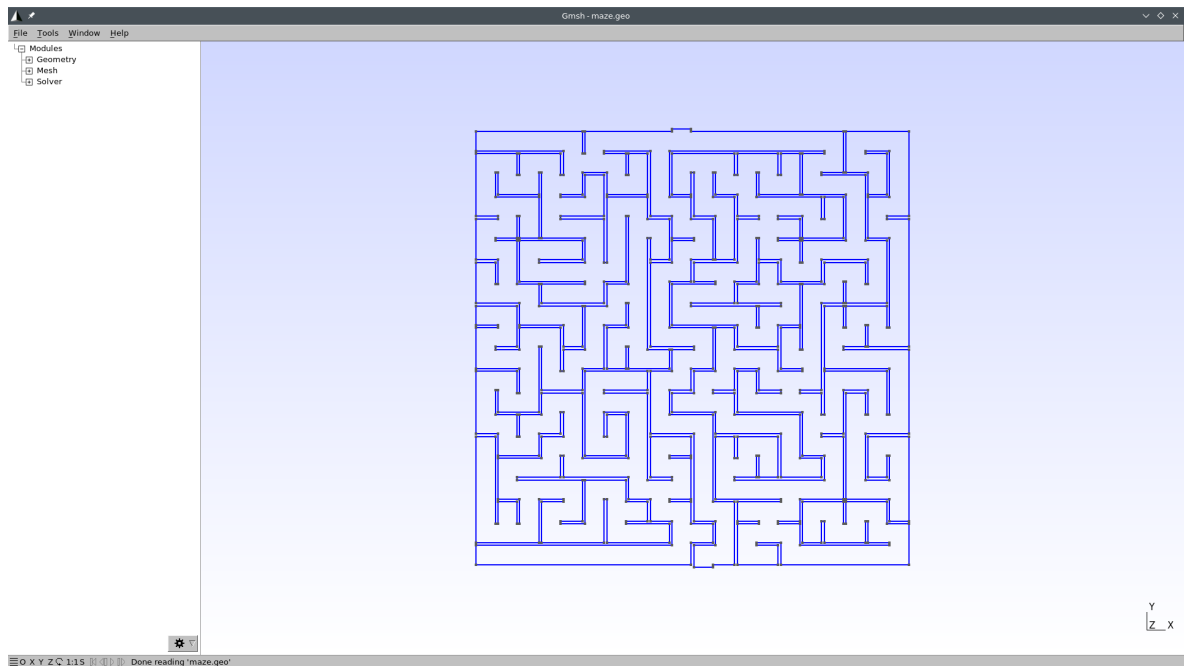 Gmsh - maze.geo
File Tools Window Help
Modules
Geometry
Mesh
Solver
Y
Z X
O X Y Z 1:1 S Done reading 'maze.geo'